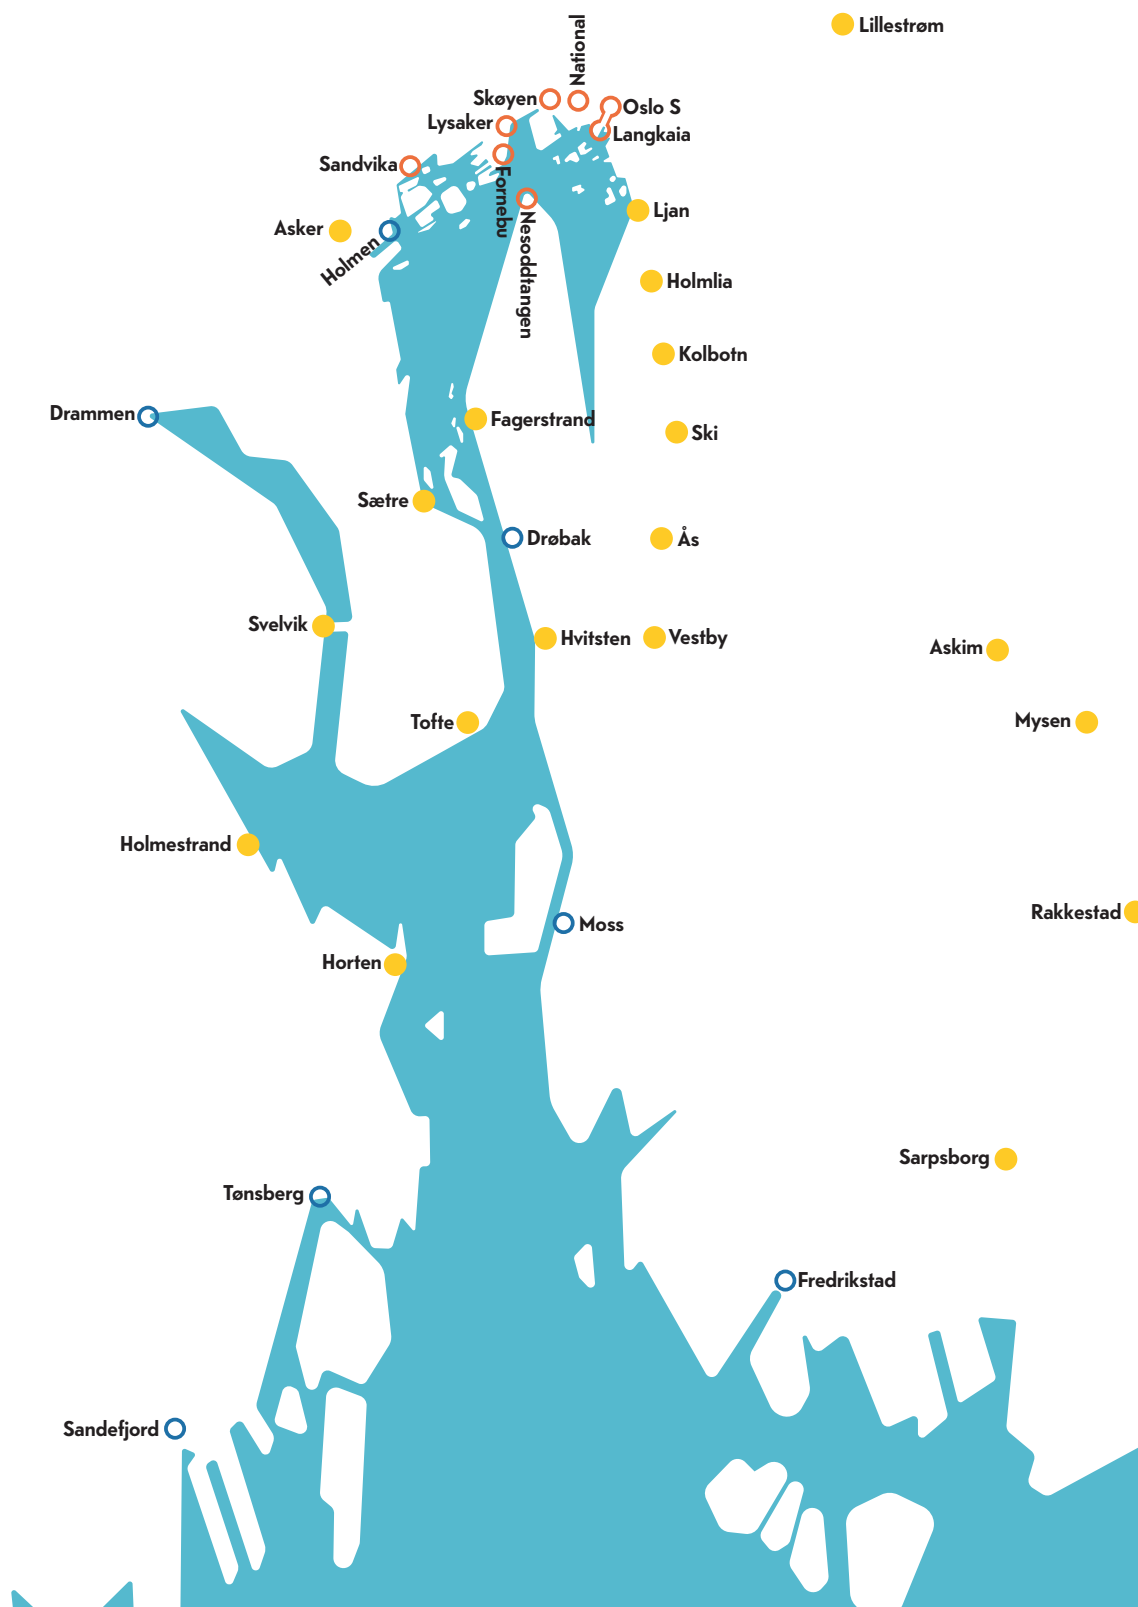 Lillestrøm
National
Skøyen
Oslo S
Lysaker
Langkaia
Sandvika
Fornebu
Ljan
Asker
Holmen
Nesoddtangen
Holmlia
Kolbotn
Drammen
Fagerstrand
Ski
Sætre
Drøbak
Ås
Svelvik
Hvitsten
Vestby
Askim
Tofte
Mysen
Holmestrand
Rakkestad
Moss
Horten
Sarpsborg
Tønsberg
Fredrikstad
Sandefjord